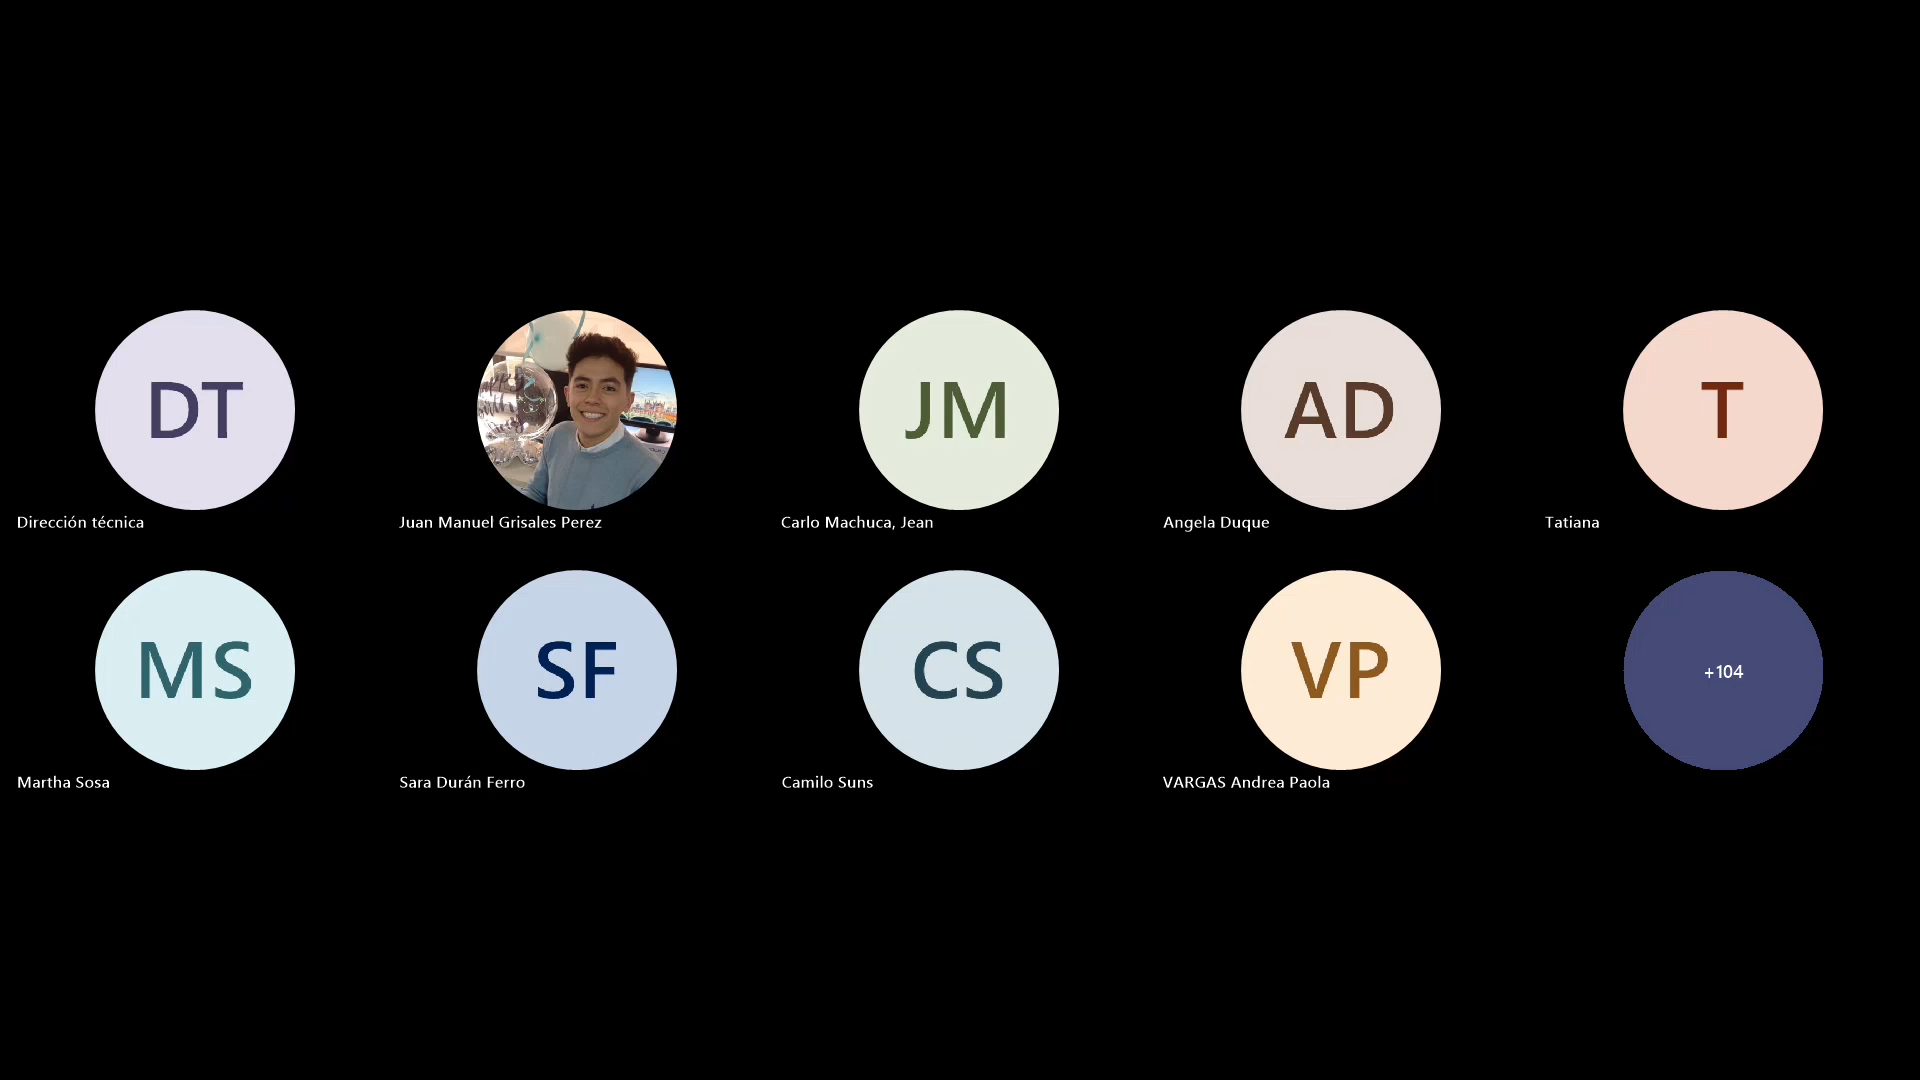 DT
JM
AD
T
Dirección técnica
Juan Manuel Grisales Perez
Carlo Machuca, Jean
Angela Duque
Tatiana
MS
SF
CS
VP
+104
Martha Sosa
Sara Durán Ferro
Camilo Suns
VARGAS Andrea Paola